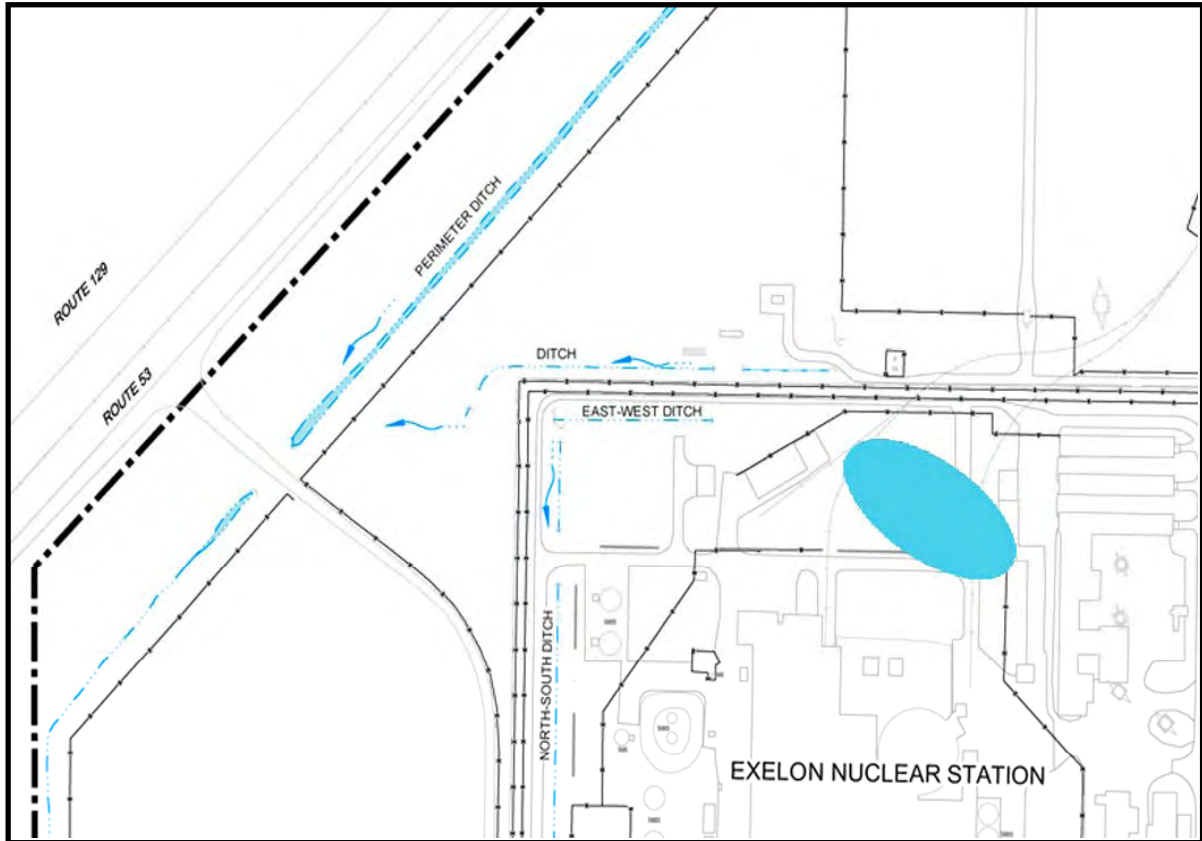 PERIMETER DITCH
ROUTE 129
ROUTE 53
DITCH
EAST-WEST DITCH
NORTH-SOUTH DITCH
EXELON NUCLEAR STATION